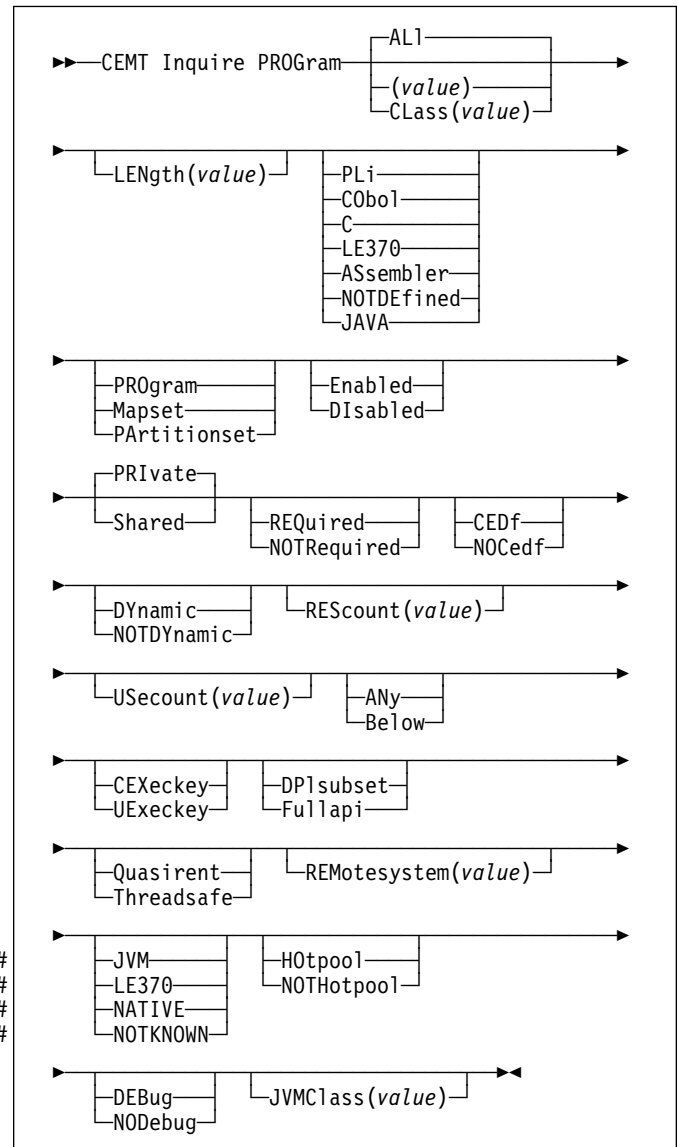 ALl
CEMT Inquire PROGram
(value)
CLass(value)
LENgth(value)
PLi
CObol
C
LE370
ASsembler
NOTDEfined
JAVA
PROgram
Mapset
PArtitionset
Enabled
DIsabled
PRIvate
Shared
REQuired
NOTRequired
CEDf
NOCedf
DYnamic
NOTDYnamic
REScount(value)
USecount(value)
ANy
Below
CEXeckey
UExeckey
DPlsubset
Fullapi
Quasirent
Threadsafe
REMotesystem(value)
# JVM
# LE370
# NATIVE
# NOTKNOWN
HOtpool
NOTHotpool
DEBug
NODebug
JVMClass(value)